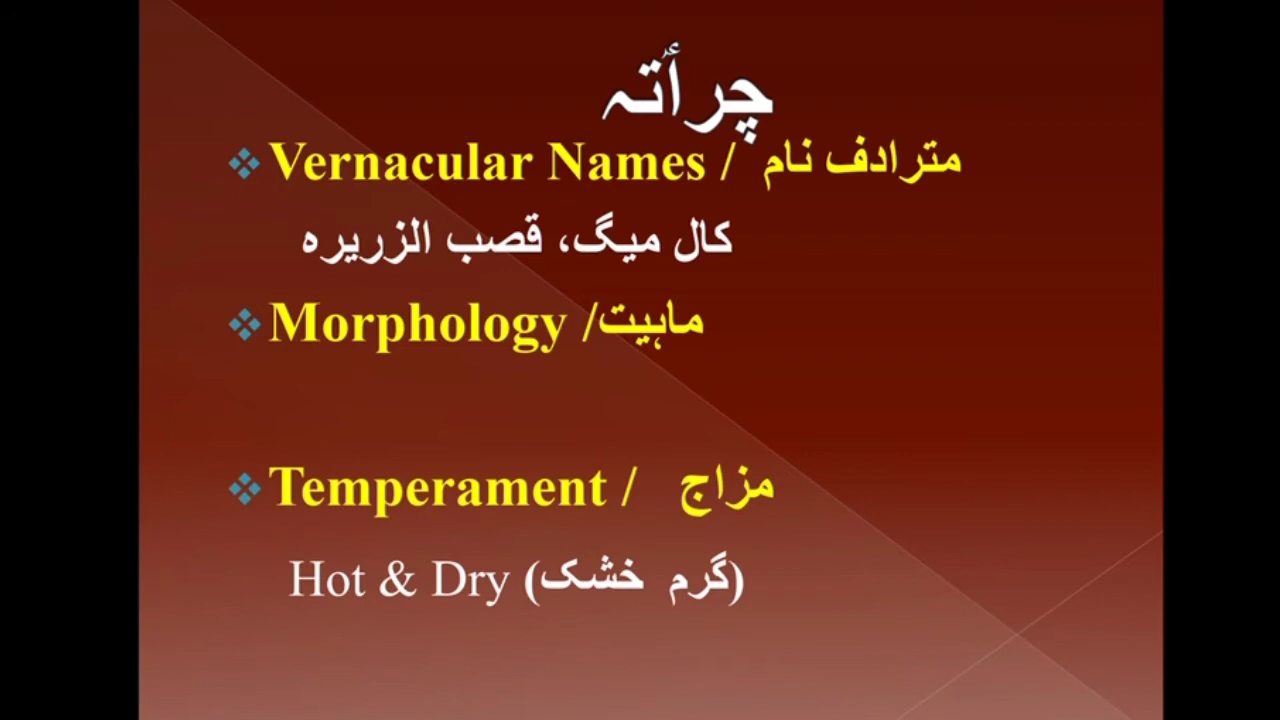 چرأتہ
Vernacular Names / مترادف نام
کال میگ، قصب الزریرہ
Morphology /ماہیت
Temperament / مزاج
Hot & Dry (گرم خشک)